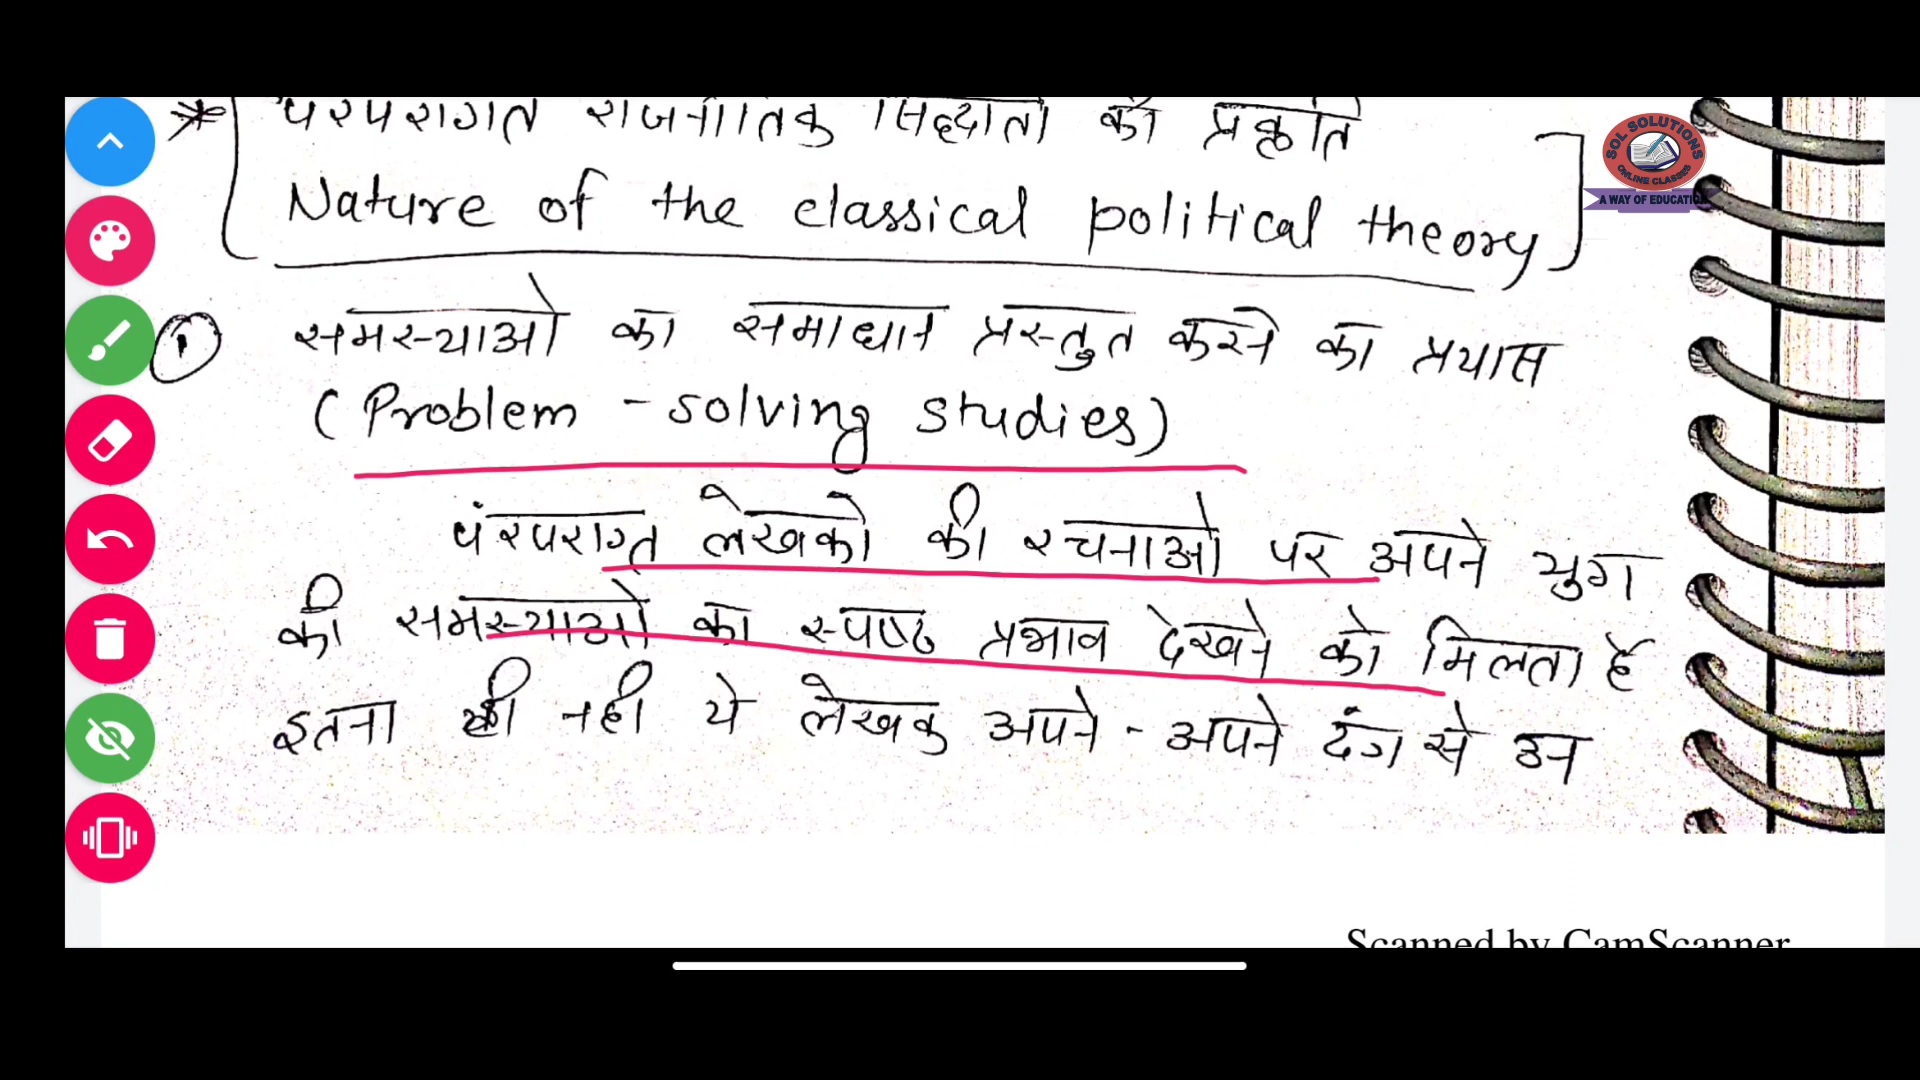 * परंपरागत राजनीतिक सिद्धांतो की प्रकृति
Nature of the classical political theory
SOL SOLUTIONS
ONLINE CLASSES
A WAY OF EDUCATION
1 समस्याओ का समाधान प्रस्तुत करने का प्रयास
(Problem - solving studies)
पंरपरागत लेखको की रचनाओ पर अपने युग
की समस्याओ का स्पष्ट प्रभाव देखने को मिलता है
इतना ही नही ये लेखक अपने - अपने ढंग से उन
Scanned by CamScanner